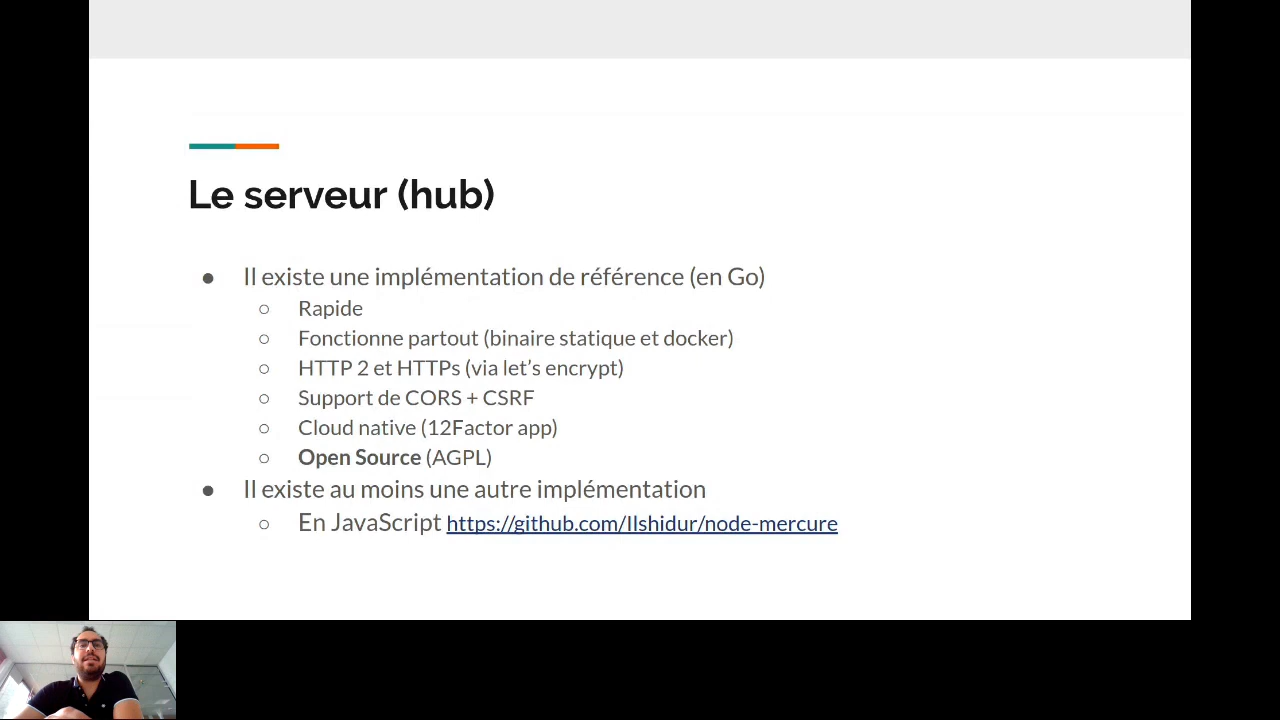 Le serveur (hub)
● Il existe une implémentation de référence (en Go)
○ Rapide
○ Fonctionne partout (binaire statique et docker)
○ HTTP 2 et HTTPs (via let’s encrypt)
○ Support de CORS + CSRF
○ Cloud native (12Factor app)
○ Open Source (AGPL)
● Il existe au moins une autre implémentation
○ En JavaScript https://github.com/Ilshidur/node-mercure